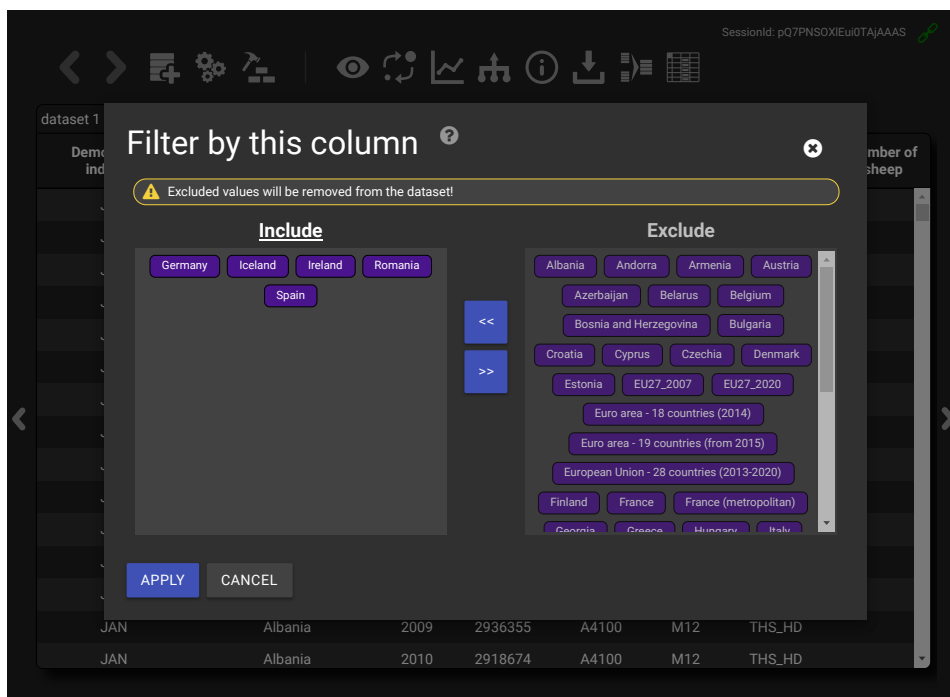 SessionId: pQ7PNSOXlEui0TAjAAAS
dataset 1
Filter by this column
Excluded values will be removed from the dataset!
Include
Exclude
Germany Iceland Ireland Romania
Spain
<<
>>
Albania Andorra Armenia Austria
Azerbaijan Belarus Belgium
Bosnia and Herzegovina Bulgaria
Croatia Cyprus Czechia Denmark
Estonia EU27_2007 EU27_2020
Euro area - 18 countries (2014)
Euro area - 19 countries (from 2015)
European Union - 28 countries (2013-2020)
Finland France France (metropolitan)
Georgia Greece Hungary Italy
APPLY CANCEL
sheep
JAN Albania 2009 2936355 A4100 M12 THS_HD
JAN Albania 2010 2918674 A4100 M12 THS_HD